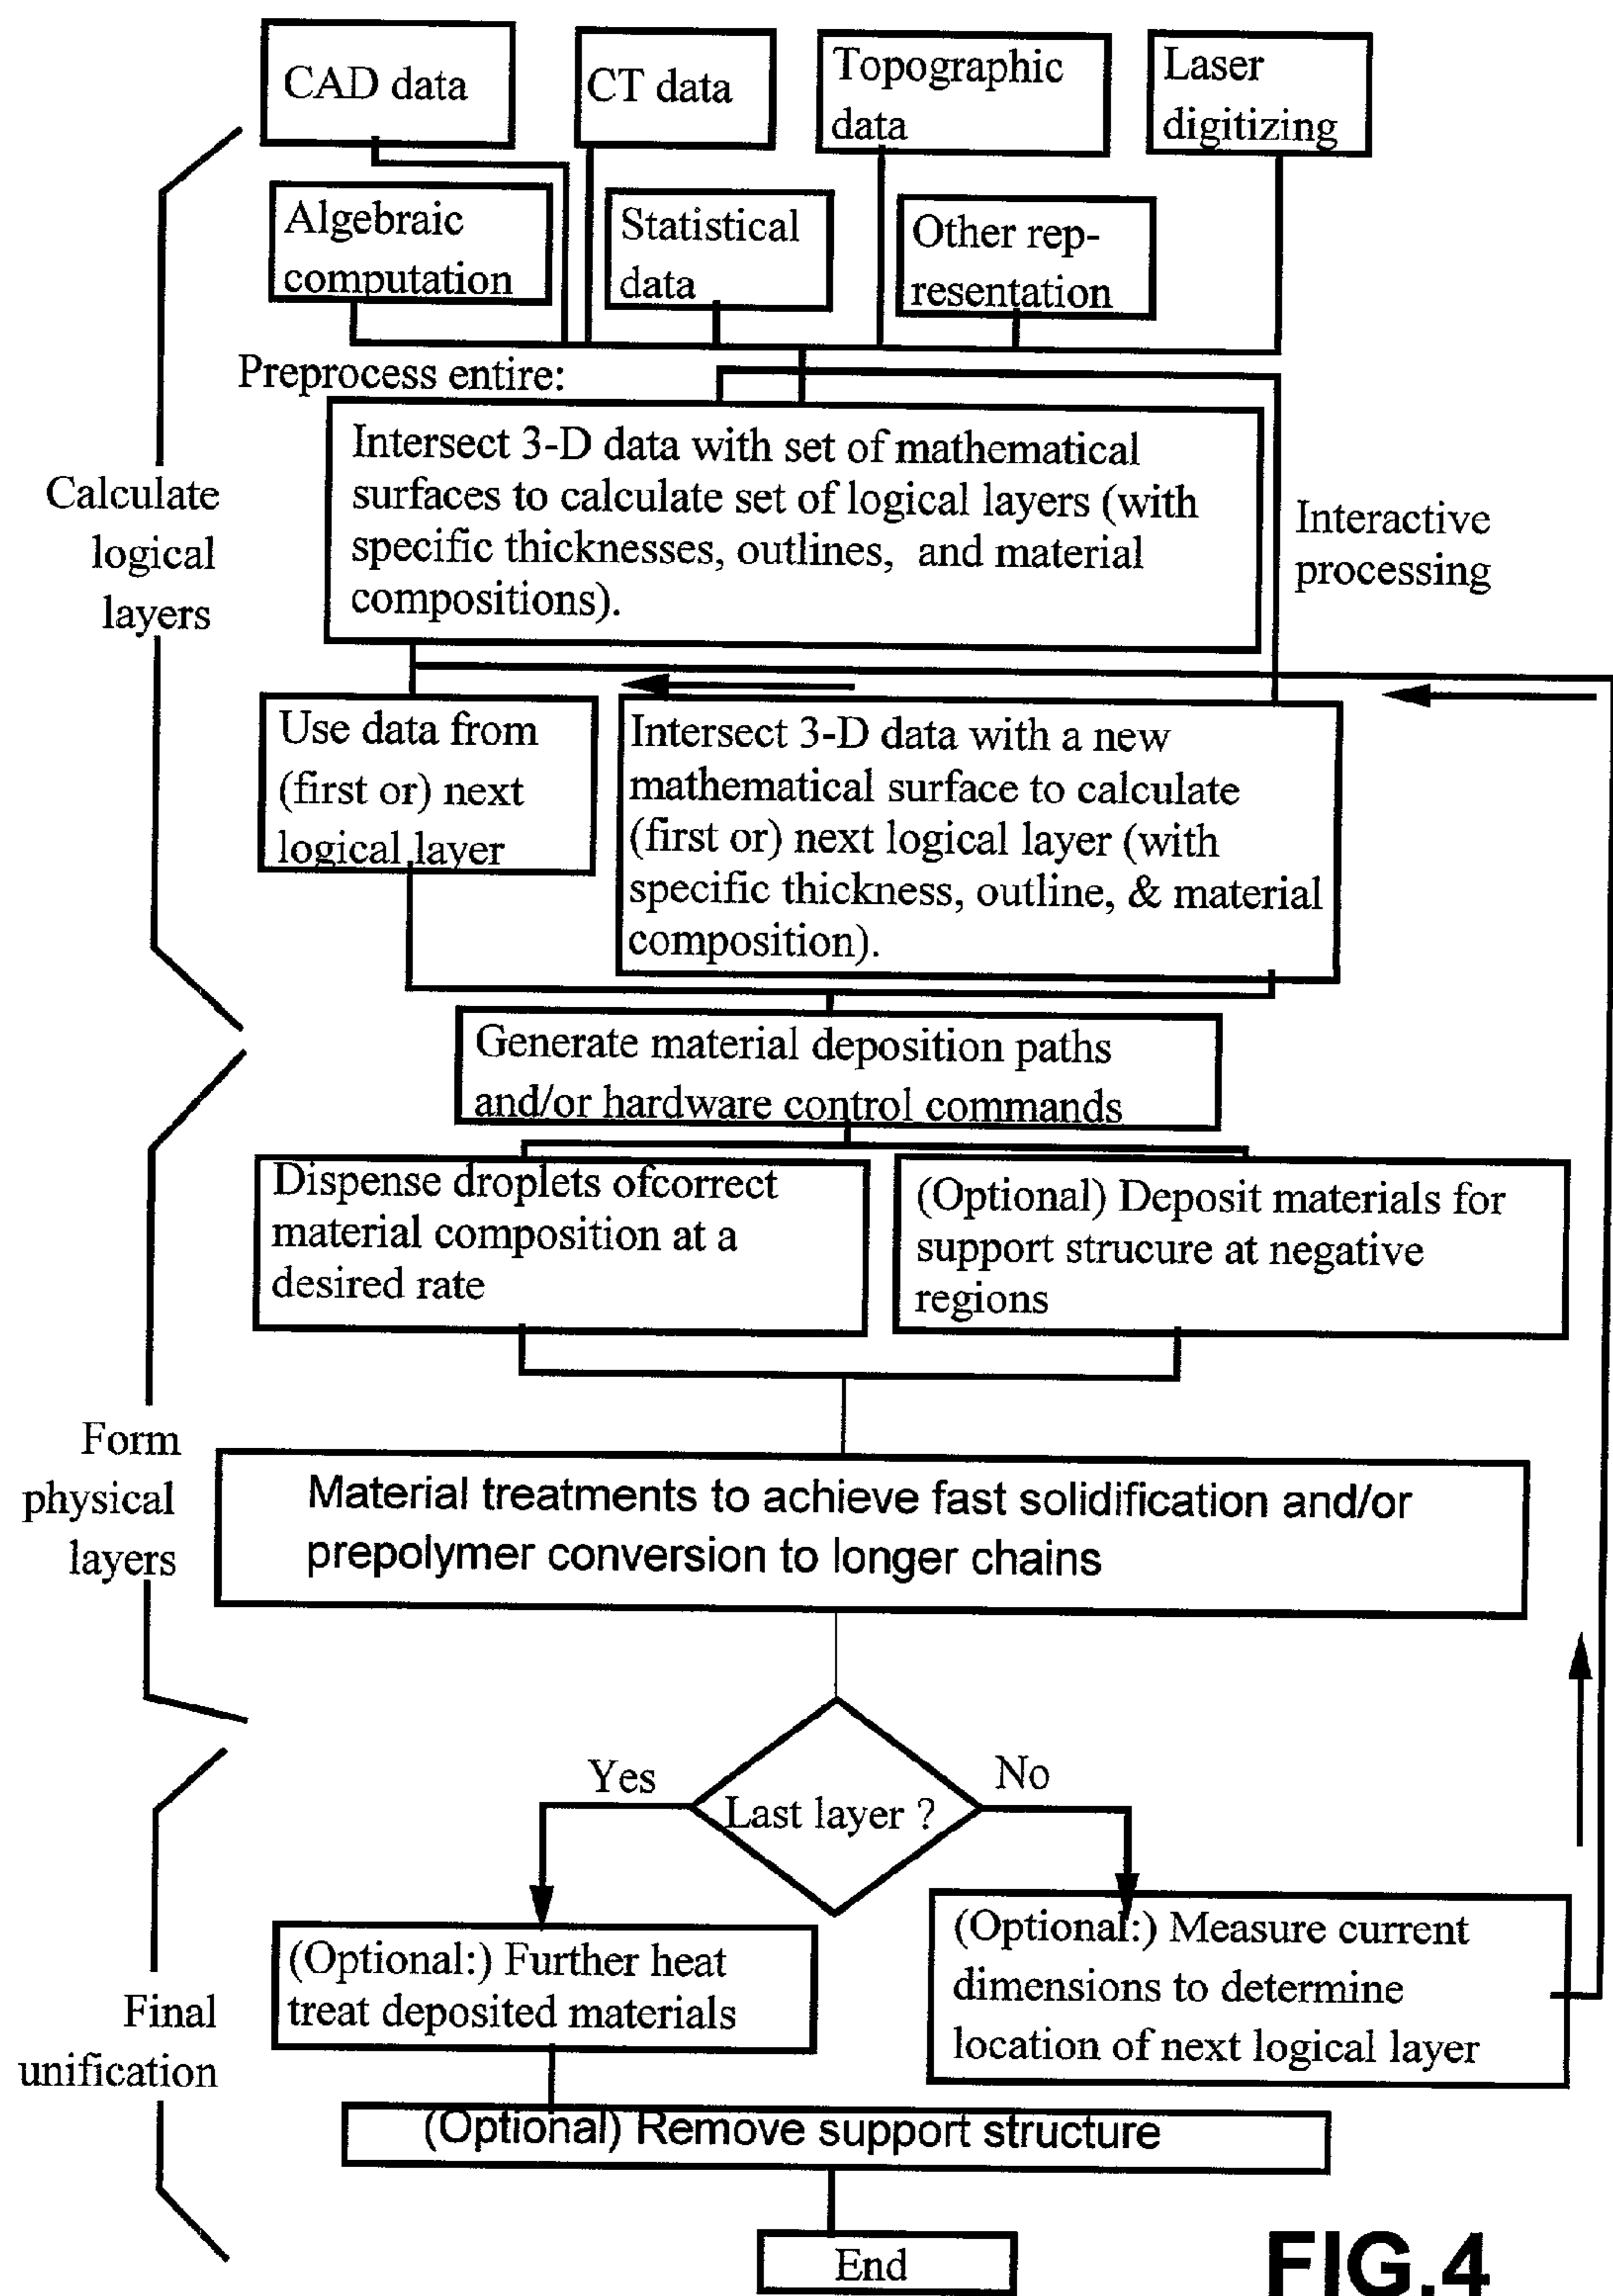 CAD data
CT data
Topographic
data
Laser
digitizing
Algebraic
computation
Statistical
data
Other rep-
resentation
Preprocess entire:
Intersect 3-D data with set of mathematical
surfaces to calculate set of logical layers (with
specific thicknesses, outlines, and material
compositions).
Interactive
processing
Calculate
logical
layers
Use data from
(first or) next
logical layer
Intersect 3-D data with a new
mathematical surface to calculate
(first or) next logical layer (with
specific thickness, outline, & material
composition).
Generate material deposition paths
and/or hardware control commands
Dispense droplets ofcorrect
material composition at a
desired rate
(Optional) Deposit materials for
support strucure at negative
regions
Form
physical
layers
Material treatments to achieve fast solidification and/or
prepolymer conversion to longer chains
Yes
No
Last layer ?
(Optional:) Further heat
treat deposited materials
(Optional:) Measure current
dimensions to determine
location of next logical layer
Final
unification
(Optional) Remove support structure
End
FIG.4